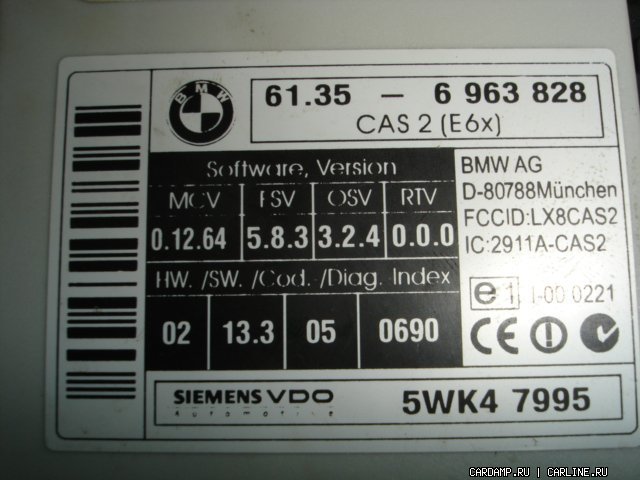 BMW
61.35 – 6 963 828
CAS 2 (E6x)
Software, Version
MCV FSV OSV RTV
0.12.64 5.8.3 3.2.4 0.0.0
HW. /SW. /Cod. /Diag. Index
02 13.3 05 0690
BMW AG
D-80788München
FCCID:LX8CAS2
IC:2911A-CAS2
e1 I-00 0221
CE
SIEMENS VDO
Automotive
5WK4 7995
CARDAMP.RU | CARLINE.RU